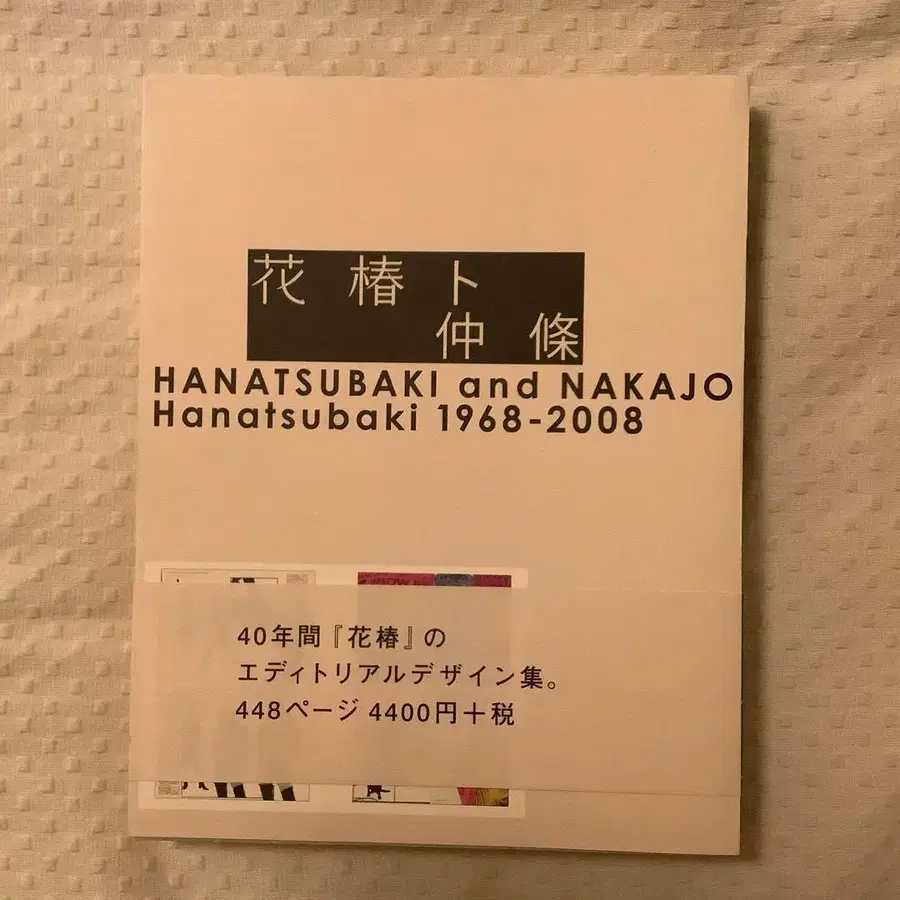 花 椿 ト
仲 條
HANATSUBAKI and NAKAJO
Hanatsubaki 1968-2008
40年間『花椿』の
エディトリアルデザイン集。
448ページ 4400円＋税